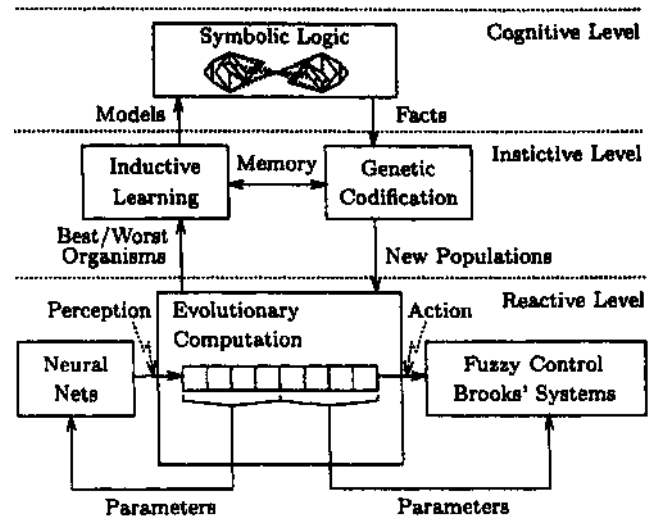 Cognitive Level
Symbolic Logic
Models
Facts
Instictive Level
Inductive
Learning
Memory
Genetic
Codification
Best/Worst
Organisms
New Populations
Reactive Level
Perception
Evolutionary
Computation
Action
Neural
Nets
Fuzzy Control
Brooks' Systems
Parameters
Parameters